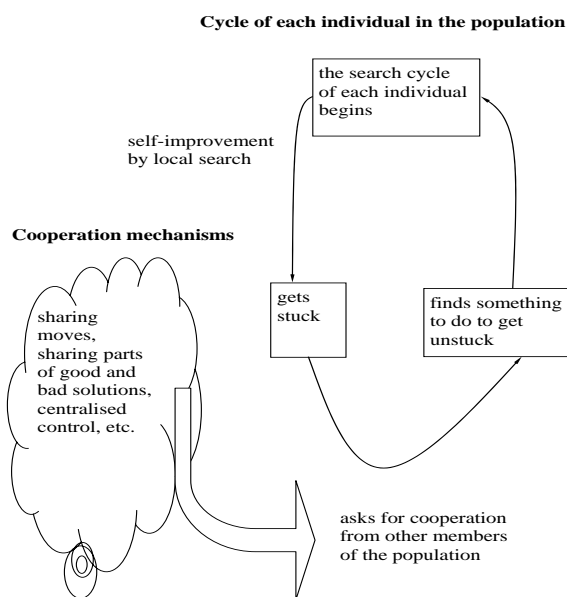 Cycle of each individual in the population
the search cycle
of each individual
begins
self-improvement
by local search
Cooperation mechanisms
gets
stuck
finds something
to do to get
unstuck
sharing
moves,
sharing parts
of good and
bad solutions,
centralised
control, etc.
asks for cooperation
from other members
of the population